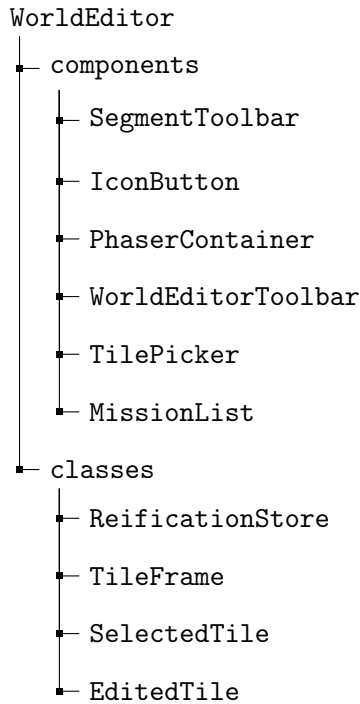 WorldEditor
components
SegmentToolbar
IconButton
PhaserContainer
WorldEditorToolbar
TilePicker
MissionList
classes
ReificationStore
TileFrame
SelectedTile
EditedTile